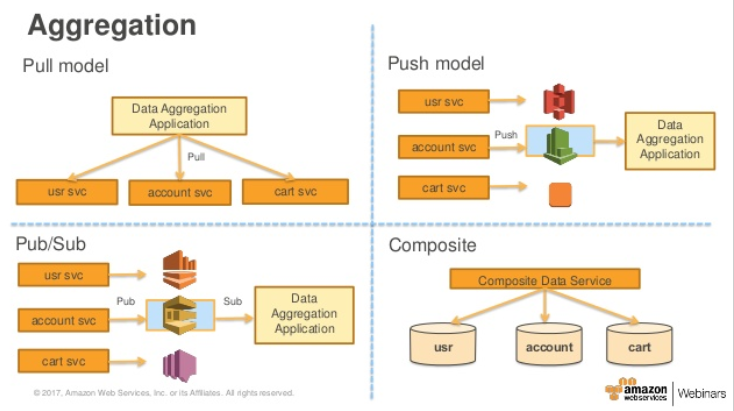 Aggregation
Pull model
Data Aggregation
Application
Pull
usr svc
account svc
cart svc
Push model
usr svc
account svc
Push
cart svc
Data
Aggregation
Application
Pub/Sub
usr svc
account svc
Pub
Sub
cart svc
Data
Aggregation
Application
Composite
Composite Data Service
usr
account
cart
© 2017, Amazon Web Services, Inc. or its Affiliates. All rights reserved.
amazon
webservices
Webinars